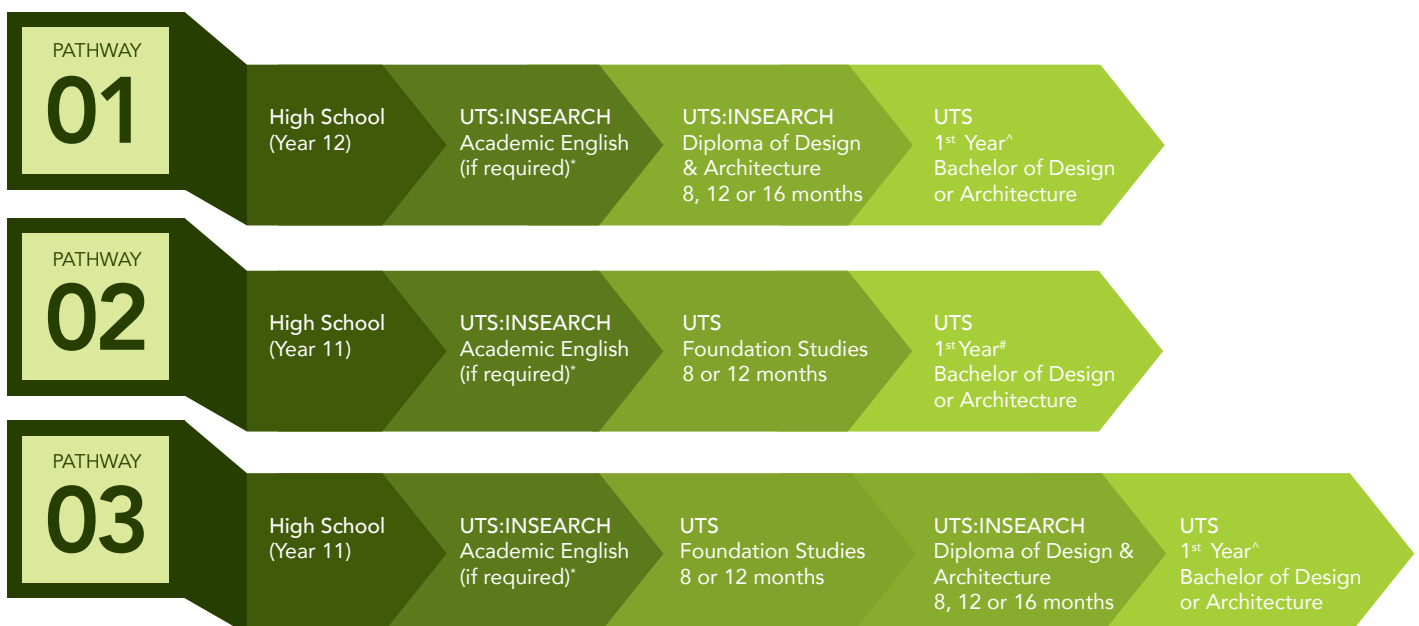 PATHWAY
01
High School
(Year 12)
UTS:INSEARCH
Academic English
(if required)*
UTS:INSEARCH
Diploma of Design
& Architecture
8, 12 or 16 months
UTS
1st Year^
Bachelor of Design
or Architecture
PATHWAY
02
High School
(Year 11)
UTS:INSEARCH
Academic English
(if required)*
UTS
Foundation Studies
8 or 12 months
UTS
1st Year#
Bachelor of Design
or Architecture
PATHWAY
03
High School
(Year 11)
UTS:INSEARCH
Academic English
(if required)*
UTS
Foundation Studies
8 or 12 months
UTS:INSEARCH
Diploma of Design &
Architecture
8, 12 or 16 months
UTS
1st Year^
Bachelor of Design
or Architecture